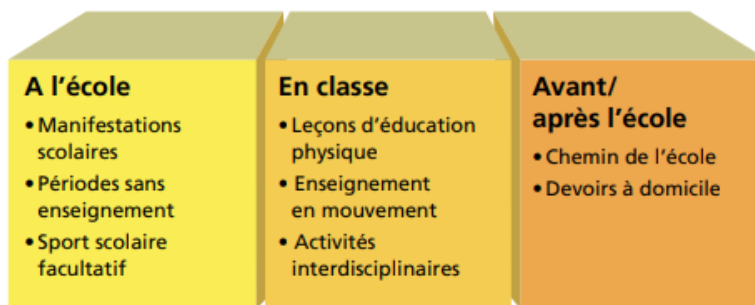 A l'école
• Manifestations
scolaires
• Périodes sans
enseignement
• Sport scolaire
facultatif
En classe
• Leçons d'éducation
physique
• Enseignement
en mouvement
• Activités
interdisciplinaires
Avant/
après l'école
• Chemin de l'école
• Devoirs à domicile